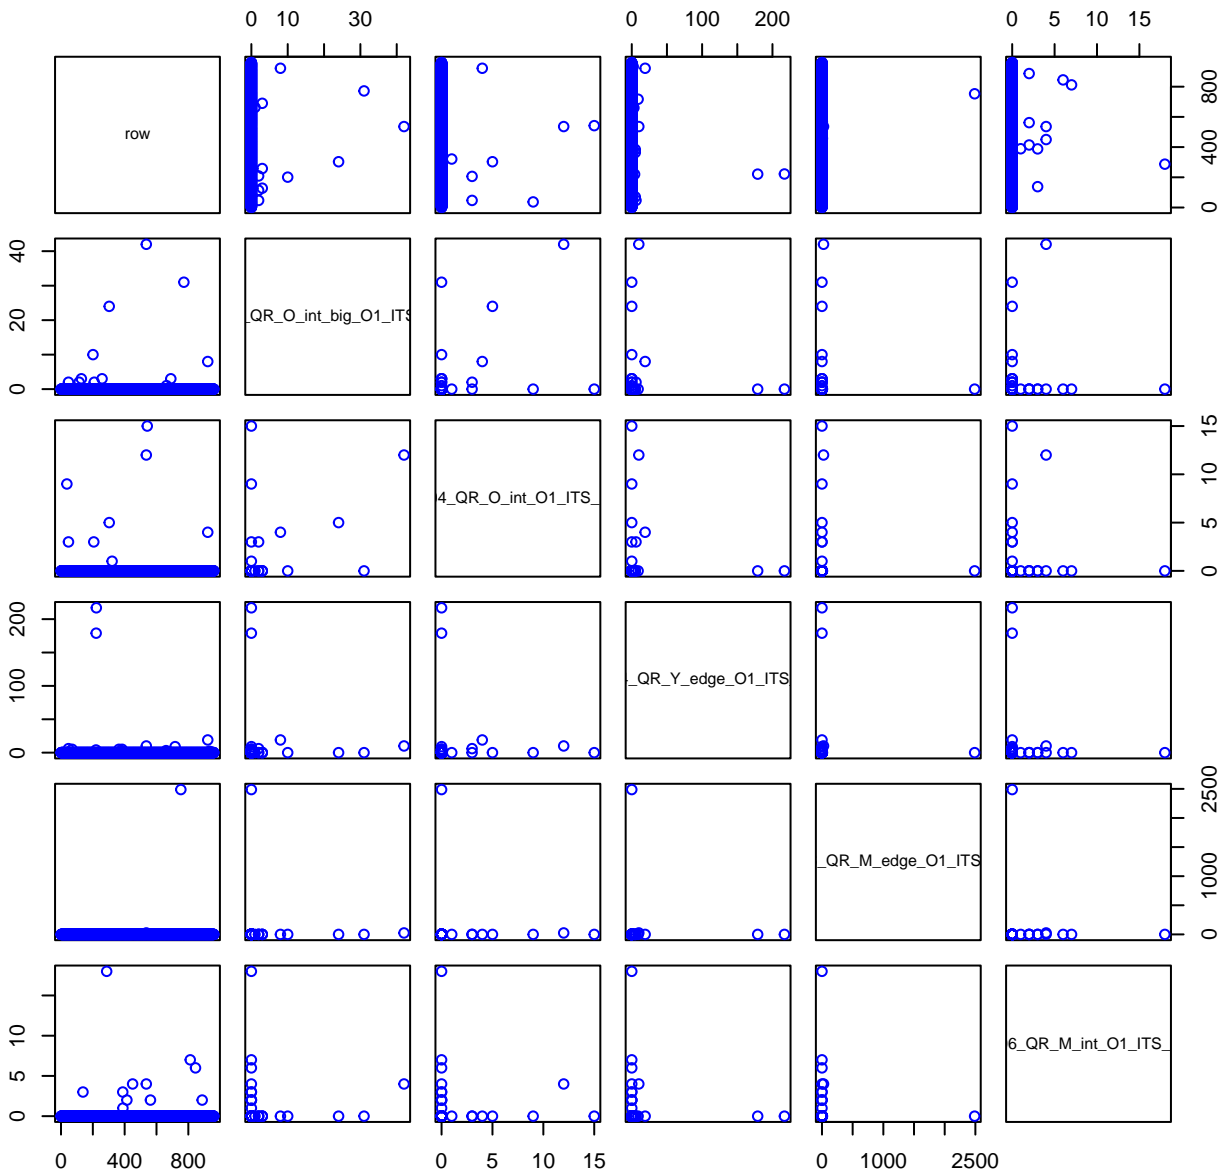 0 10 30
0 100 200
0 5 10 15
row
0 400 800
0 20 40
_QR_O_int_big_O1_ITS
4_QR_O_int_O1_ITS_
0 5 10 15
0 100 200
_QR_Y_edge_O1_ITS
_QR_M_edge_O1_ITS
0 1000 2500
0 5 10
6_QR_M_int_O1_ITS_
0 400 800
0 5 10 15
0 1000 2500